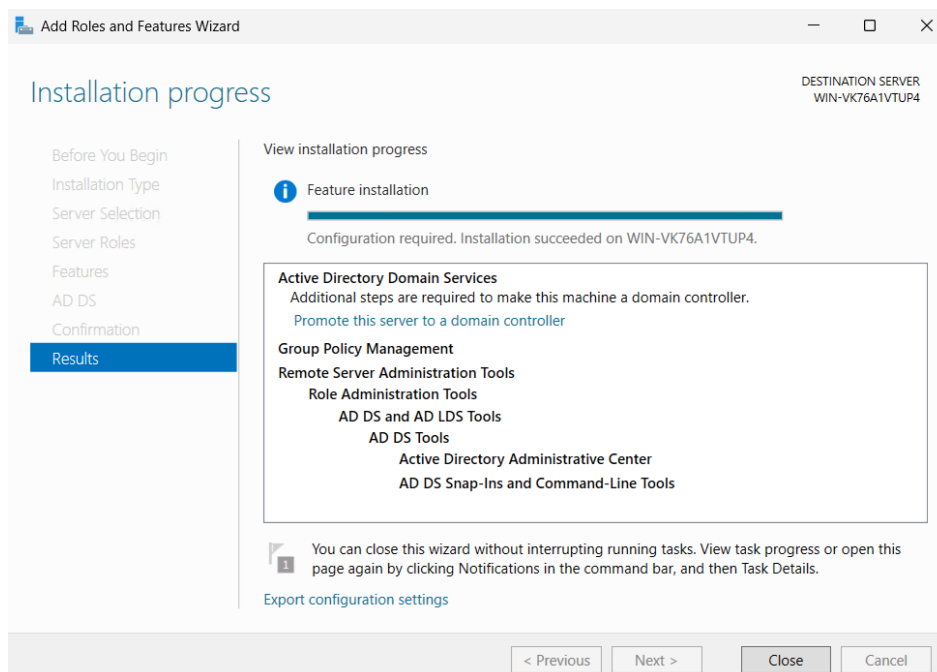 Add Roles and Features Wizard
Installation progress
DESTINATION SERVER
WIN-VK76A1VTUP4
Before You Begin
Installation Type
Server Selection
Server Roles
Features
AD DS
Confirmation
Results
View installation progress
Feature installation
Configuration required. Installation succeeded on WIN-VK76A1VTUP4.
Active Directory Domain Services
Additional steps are required to make this machine a domain controller.
Promote this server to a domain controller
Group Policy Management
Remote Server Administration Tools
Role Administration Tools
AD DS and AD LDS Tools
AD DS Tools
Active Directory Administrative Center
AD DS Snap-Ins and Command-Line Tools
1
You can close this wizard without interrupting running tasks. View task progress or open this
page again by clicking Notifications in the command bar, and then Task Details.
Export configuration settings
< Previous
Next >
Close
Cancel